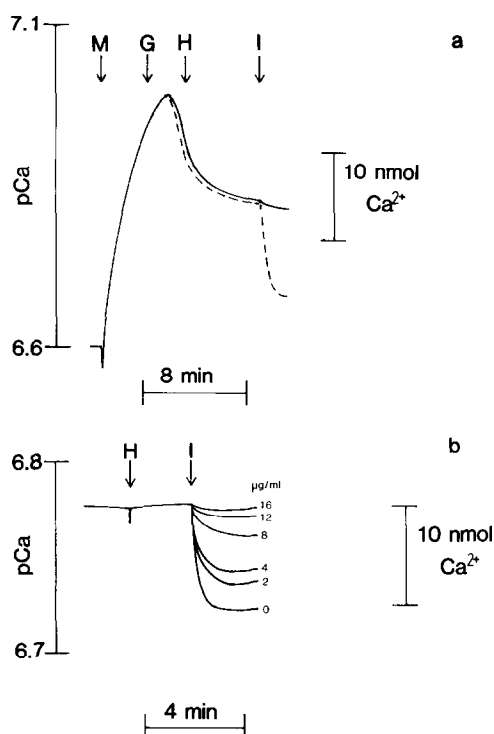 7.1
M G H I
a
pCa
10 nmol
Ca²⁺
6.6
8 min
b
6.8
H I
µg/ml
16
12
8
4
2
0
pCa
10 nmol
Ca²⁺
6.7
4 min